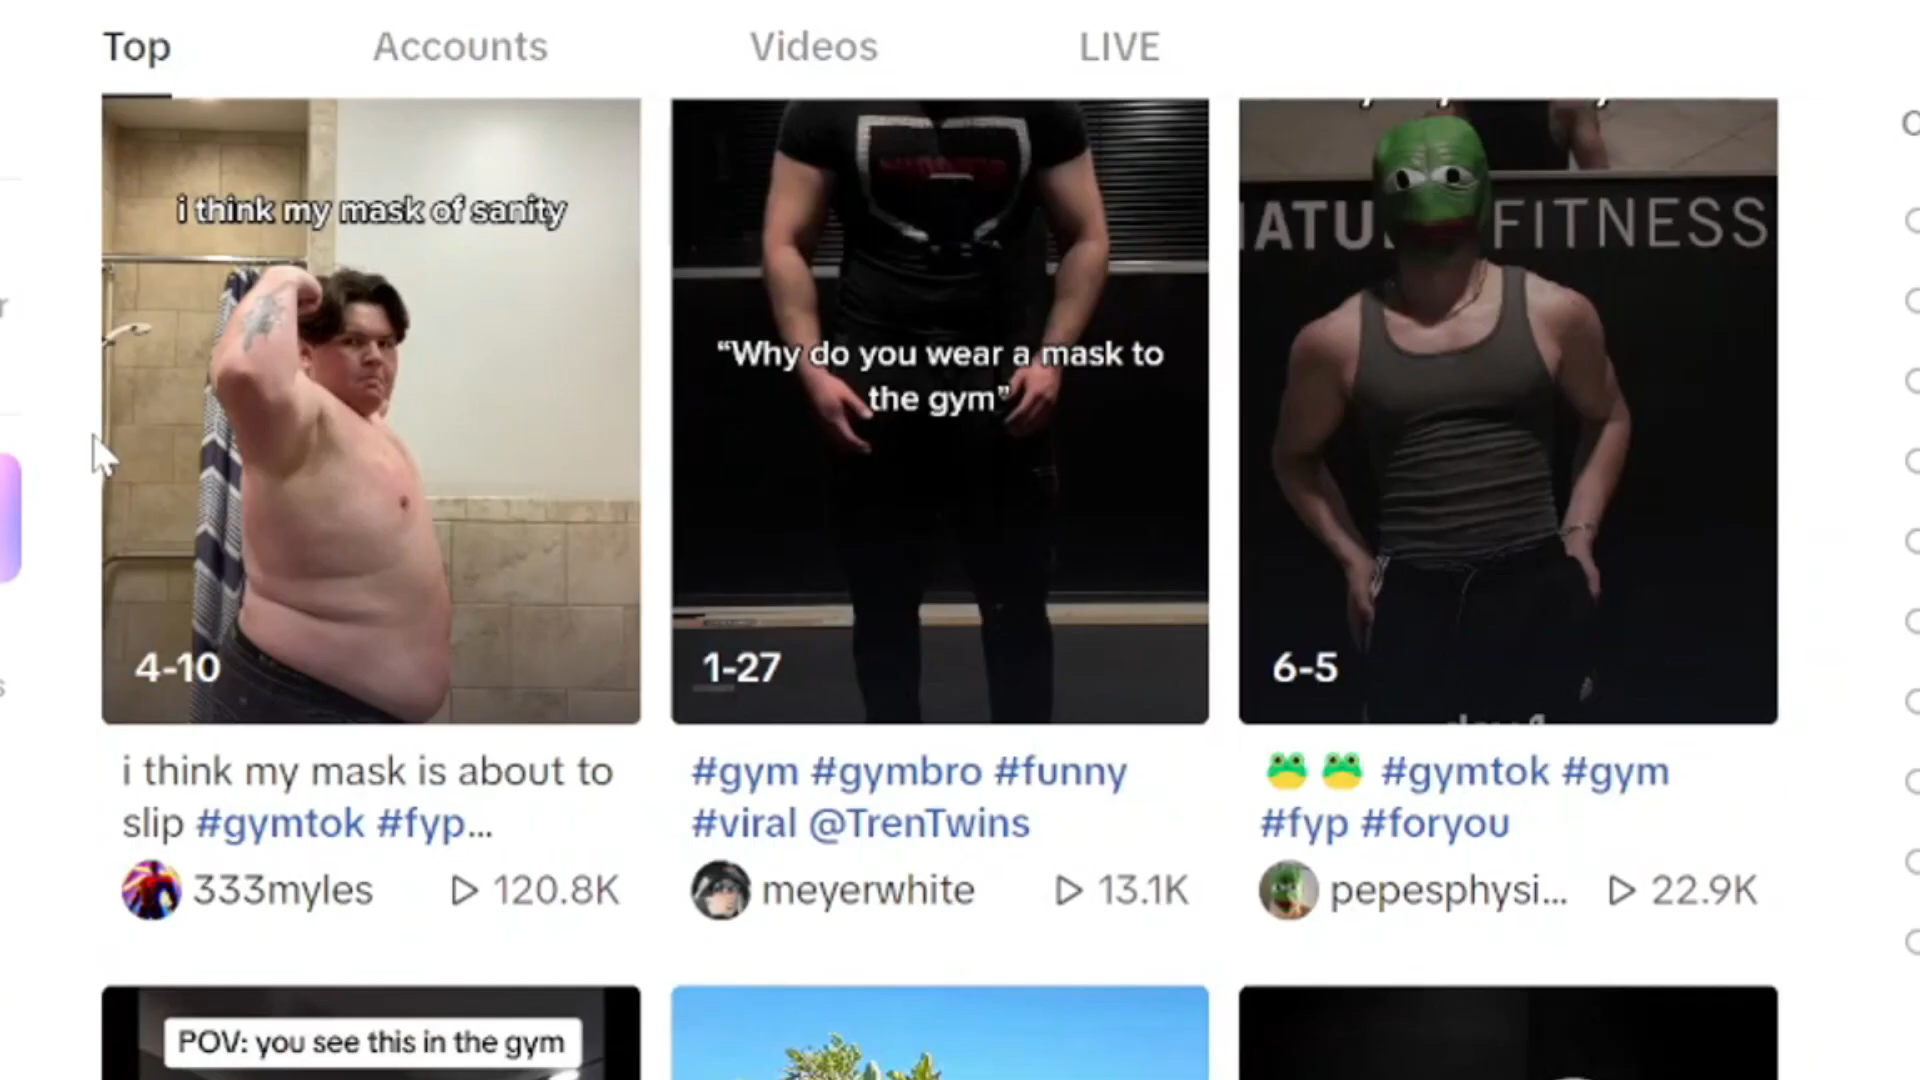 Top
Accounts
Videos
LIVE
i think my mask of sanity
4-10
"Why do you wear a mask to
the gym"
1-27
FITNESS
6-5
i think my mask is about to
slip #gymtok #fyp...
333myles
120.8K
#gym #gymbro #funny
#viral @TrenTwins
meyerwhite
13.1K
🐸 🐸 #gymtok #gym
#fyp #foryou
pepesphysi...
22.9K
POV: you see this in the gym